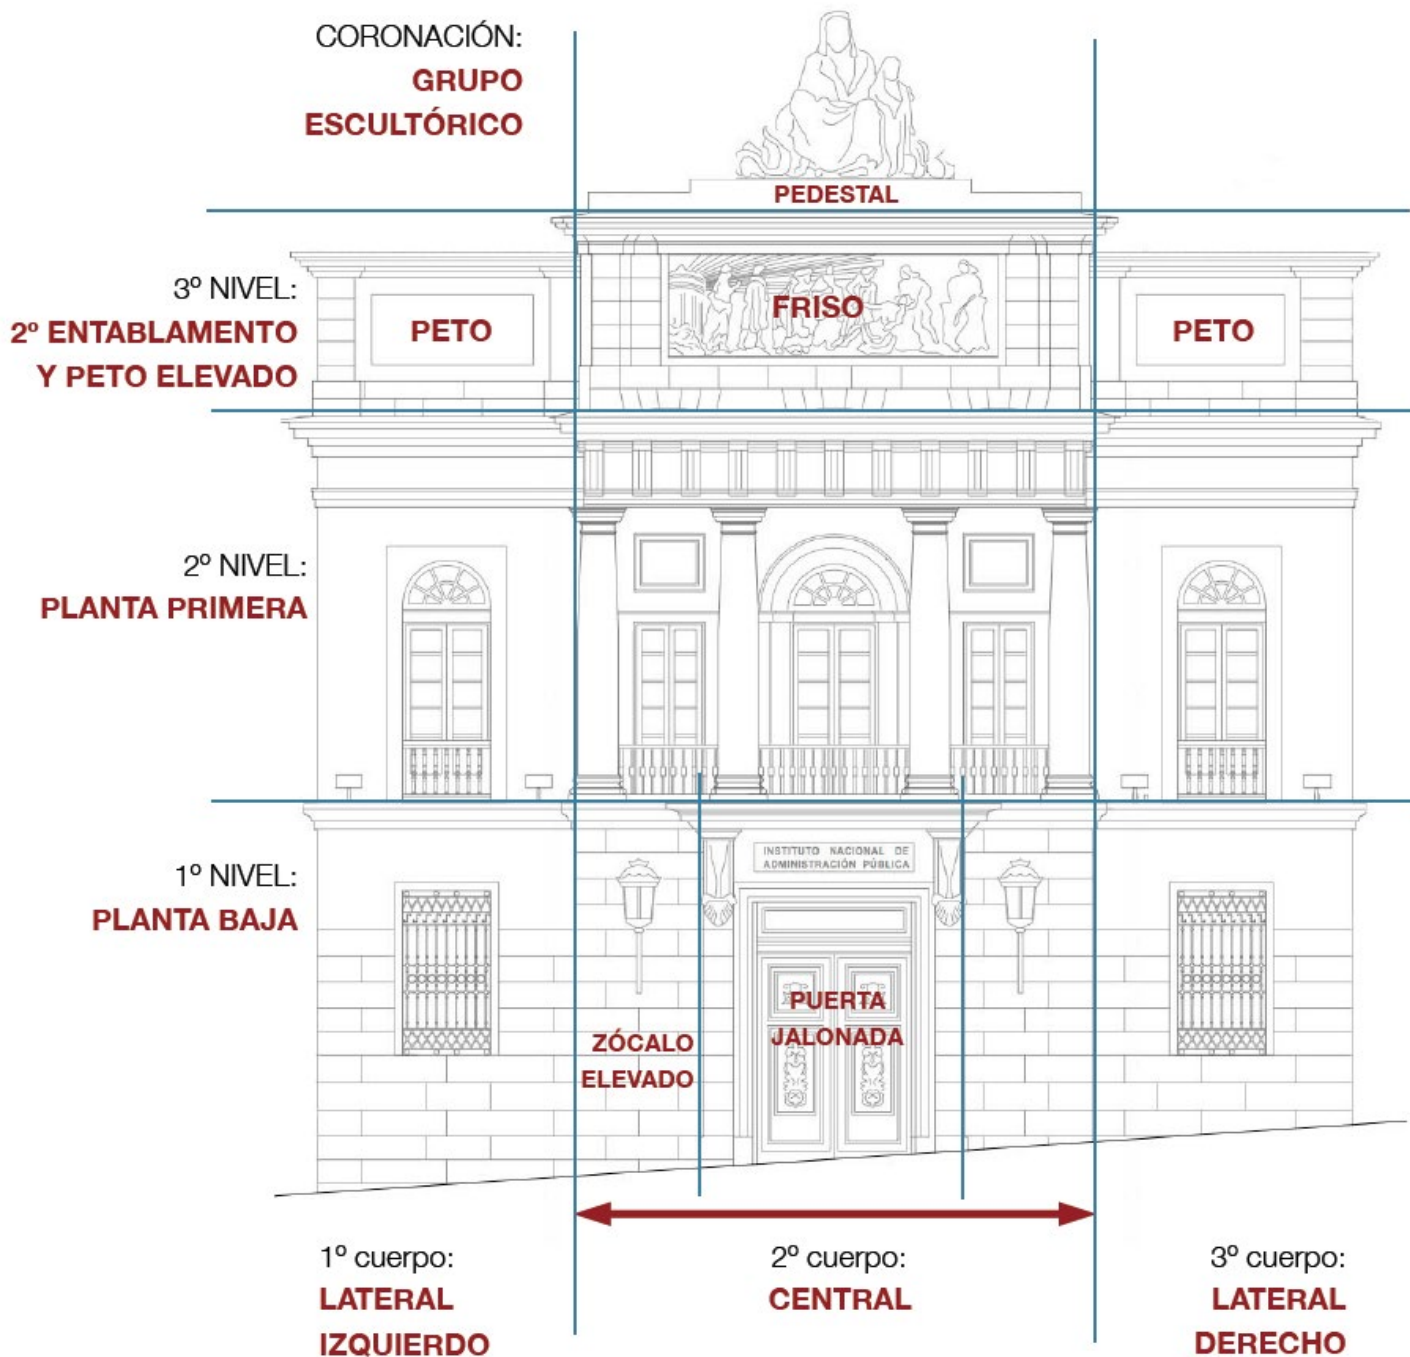 CORONACIÓN:
GRUPO
ESCULTÓRICO
PEDESTAL
3º NIVEL:
2º ENTABLAMENTO
Y PETO ELEVADO
PETO
FRISO
PETO
2º NIVEL:
PLANTA PRIMERA
1º NIVEL:
PLANTA BAJA
INSTITUTO NACIONAL DE
ADMINISTRACIÓN PÚBLICA
ZÓCALO
ELEVADO
PUERTA
JALONADA
1º cuerpo:
LATERAL
IZQUIERDO
2º cuerpo:
CENTRAL
3º cuerpo:
LATERAL
DERECHO